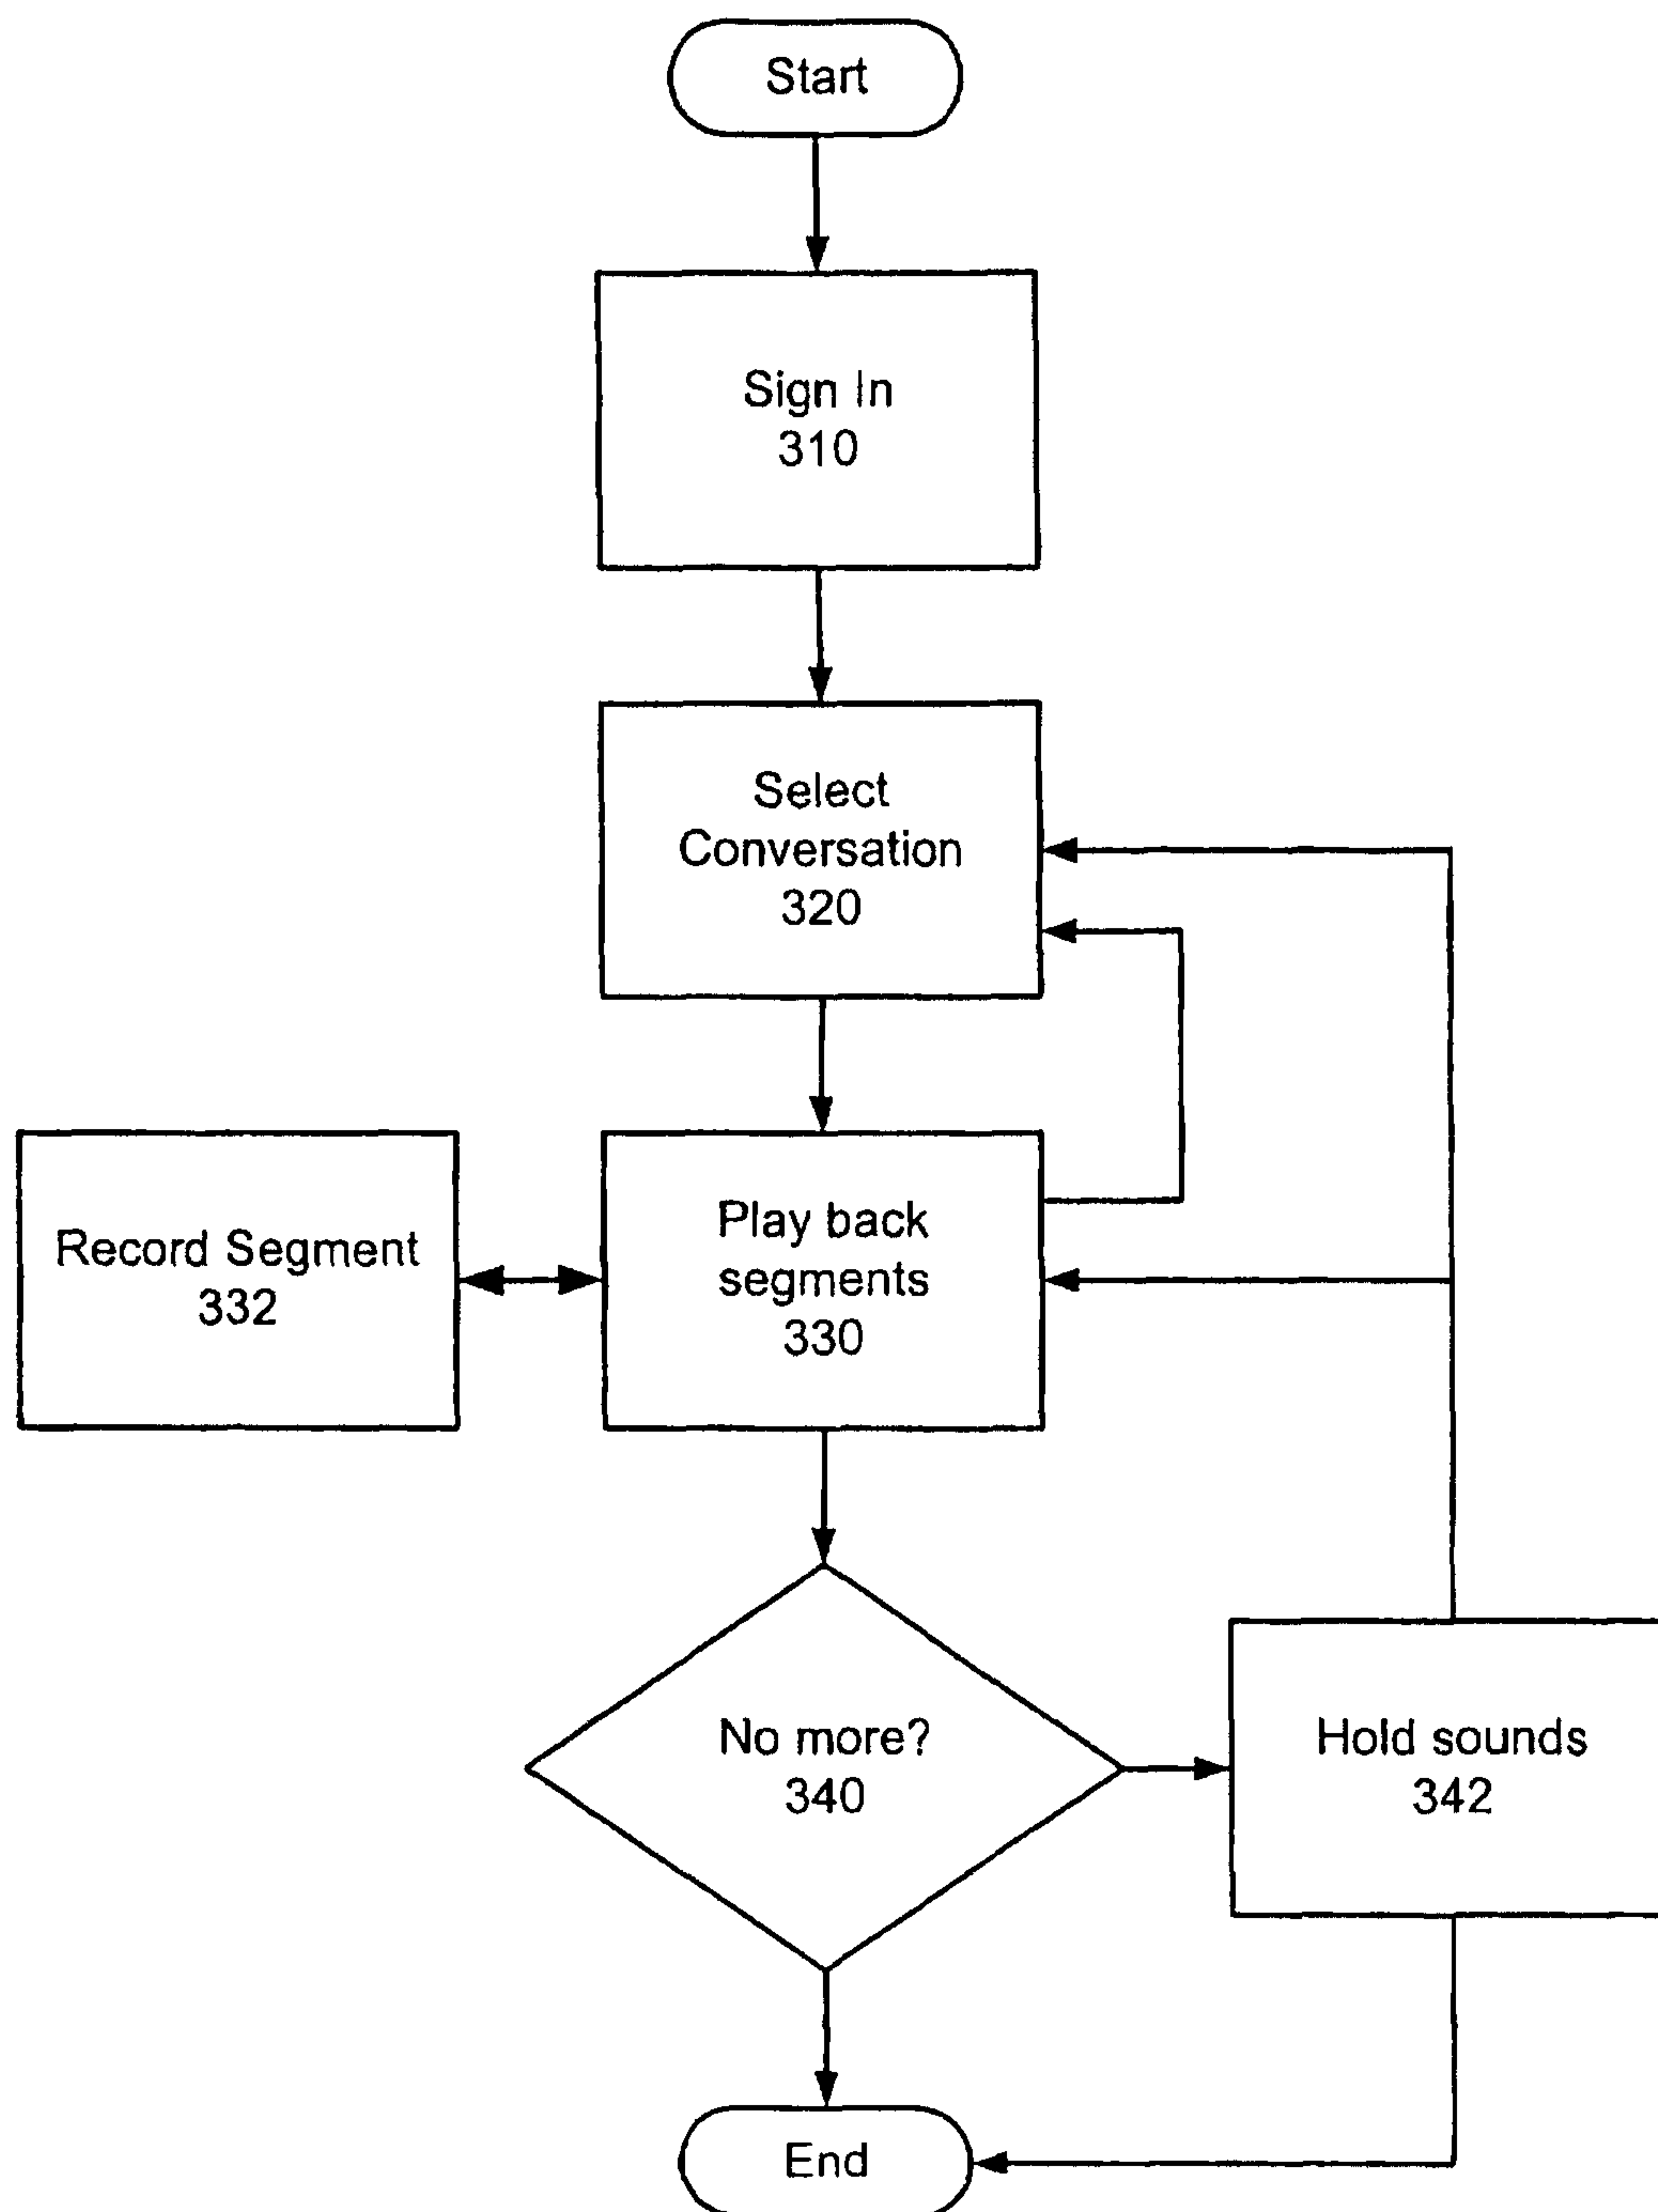 Start
Sign In
310
Select
Conversation
320
Record Segment
332
Play back
segments
330
No more?
340
Hold sounds
342
End